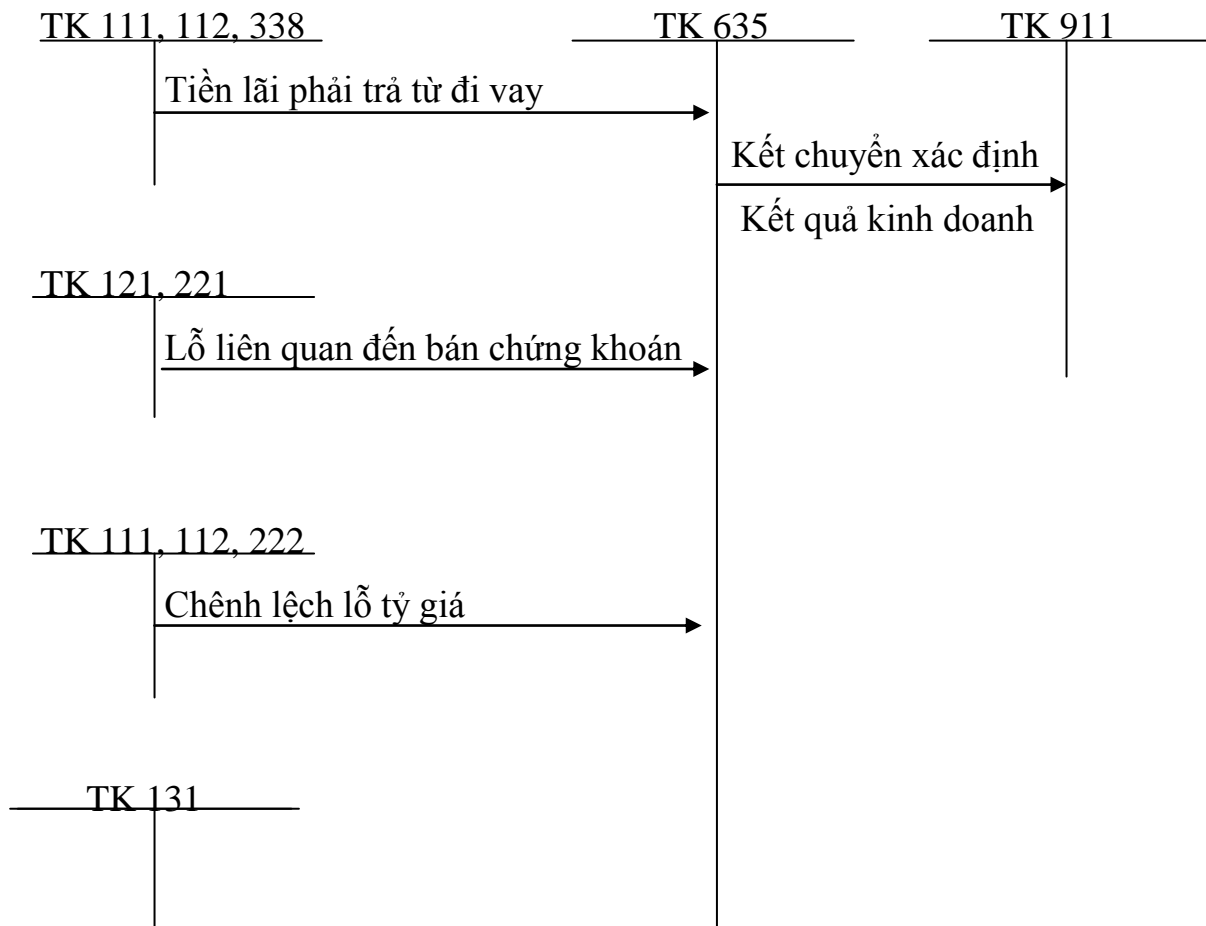 TK 111, 112, 338
TK 635
TK 911
Tiền lãi phải trả từ đi vay
Kết chuyển xác định
Kết quả kinh doanh
TK 121, 221
Lỗ liên quan đến bán chứng khoán
TK 111, 112, 222
Chênh lệch lỗ tỷ giá
TK 131